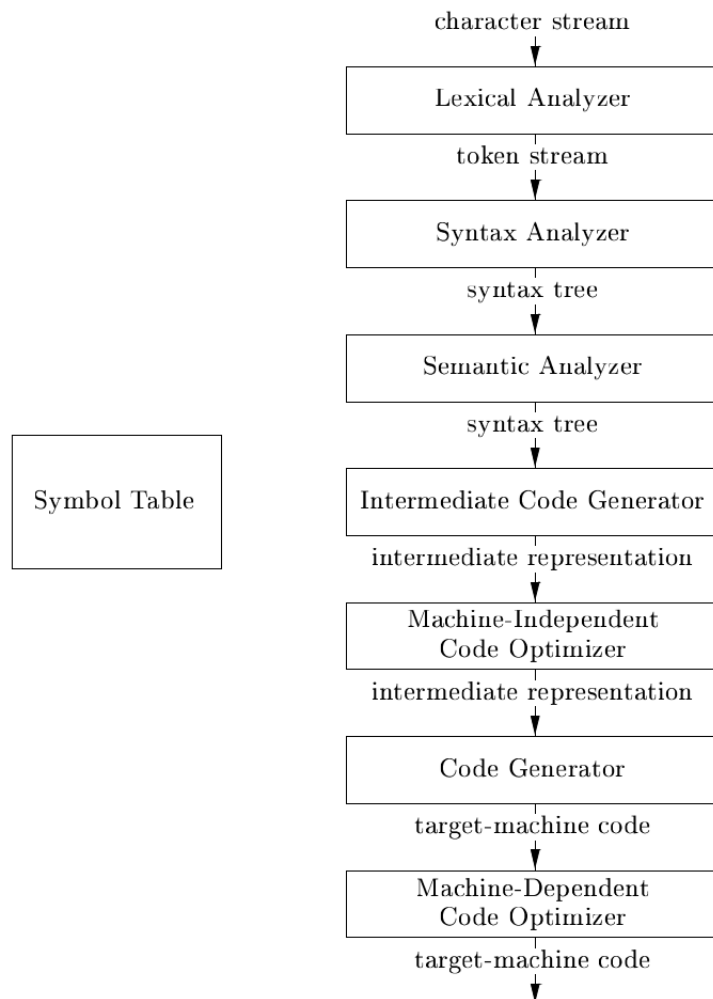 character stream
Lexical Analyzer
token stream
Syntax Analyzer
syntax tree
Semantic Analyzer
syntax tree
Symbol Table
Intermediate Code Generator
intermediate representation
Machine-Independent
Code Optimizer
intermediate representation
Code Generator
target-machine code
Machine-Dependent
Code Optimizer
target-machine code